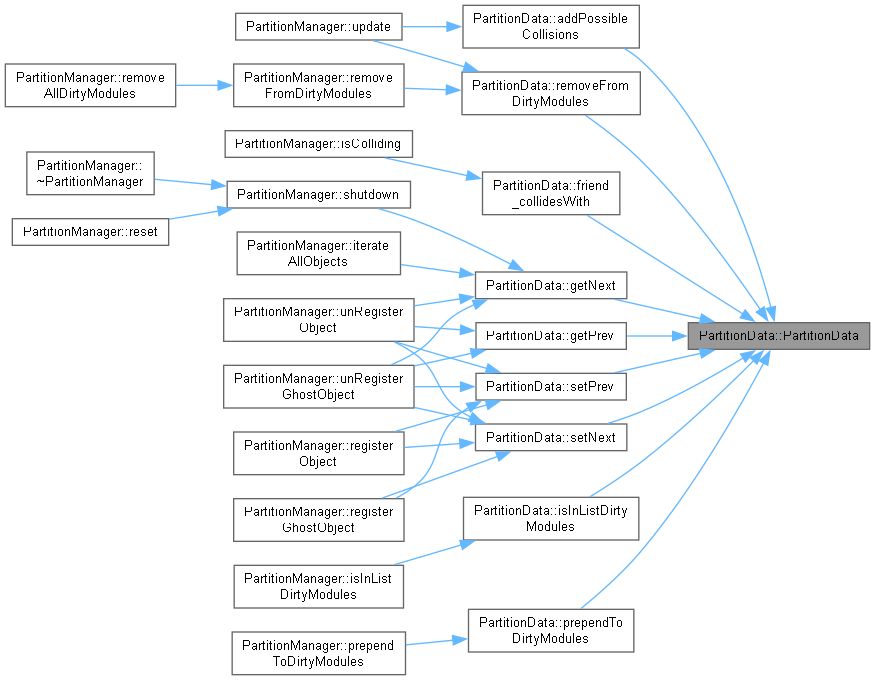 PartitionManager::update
PartitionData::addPossible
Collisions
PartitionManager::remove
AllDirtyModules
PartitionManager::remove
FromDirtyModules
PartitionData::removeFrom
DirtyModules
PartitionManager::isColliding
PartitionManager::
~PartitionManager
PartitionManager::shutdown
PartitionData::friend
_collidesWith
PartitionManager::reset
PartitionManager::iterate
AllObjects
PartitionData::getNext
PartitionManager::unRegister
Object
PartitionData::getPrev
PartitionData::PartitionData
PartitionManager::unRegister
GhostObject
PartitionData::setPrev
PartitionManager::register
Object
PartitionData::setNext
PartitionManager::register
GhostObject
PartitionData::isInListDirty
Modules
PartitionManager::isInList
DirtyModules
PartitionData::prependTo
DirtyModules
PartitionManager::prepend
ToDirtyModules